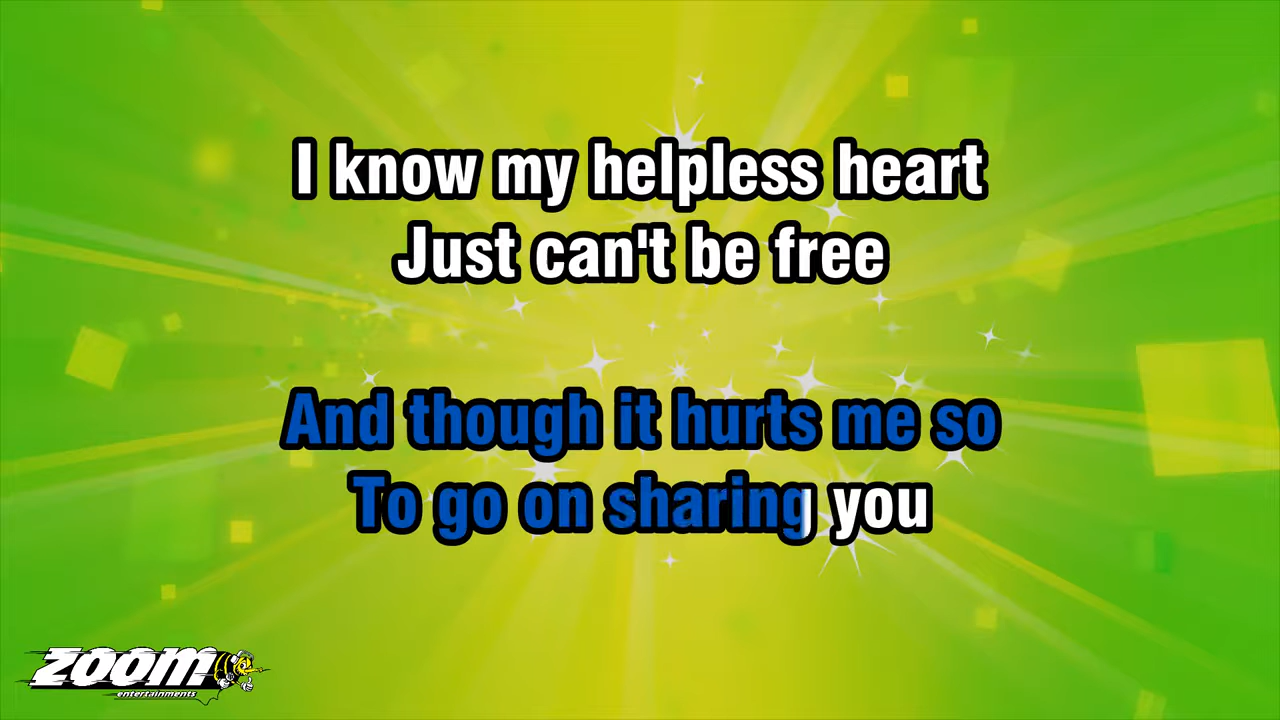 I know my helpless heart
Just can't be free
And though it hurts me so
To go on sharing you
ZOOM
entertainments